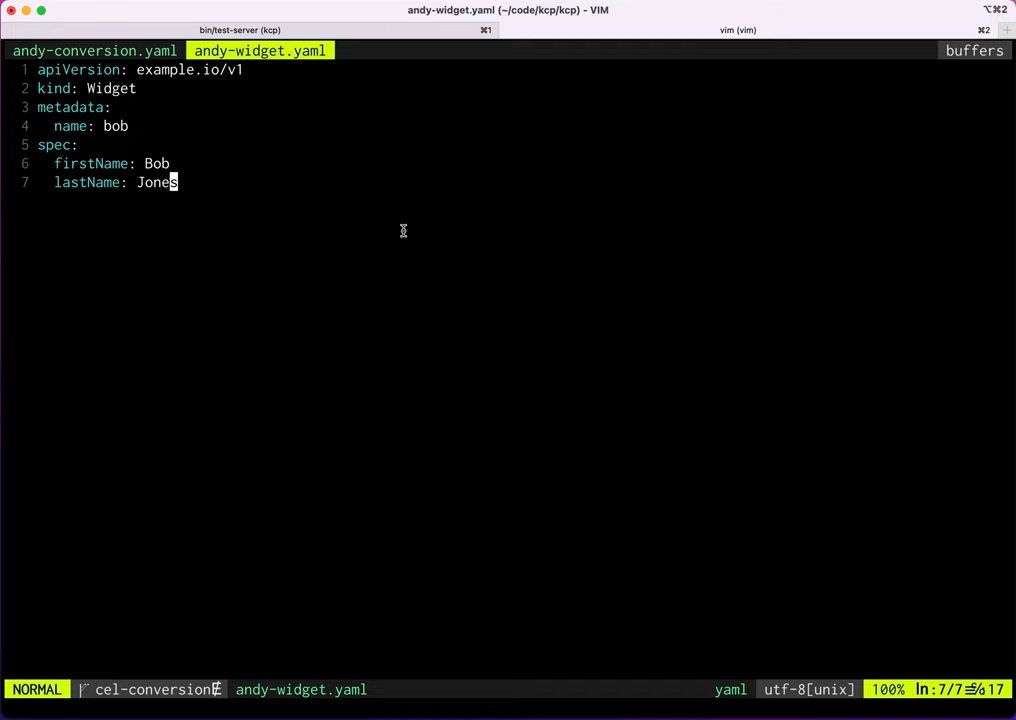 andy-widget.yaml (~/code/kcp/kcp) - VIM
⌥⌘2
bin/test-server (kcp) ⌘1 vim (vim) ⌘2 +
andy-conversion.yaml andy-widget.yaml buffers
1 apiVersion: example.io/v1
2 kind: Widget
3 metadata:
4   name: bob
5 spec:
6   firstName: Bob
7   lastName: Jones
NORMAL cel-conversion andy-widget.yaml yaml utf-8[unix] 100% ln:7/7 17